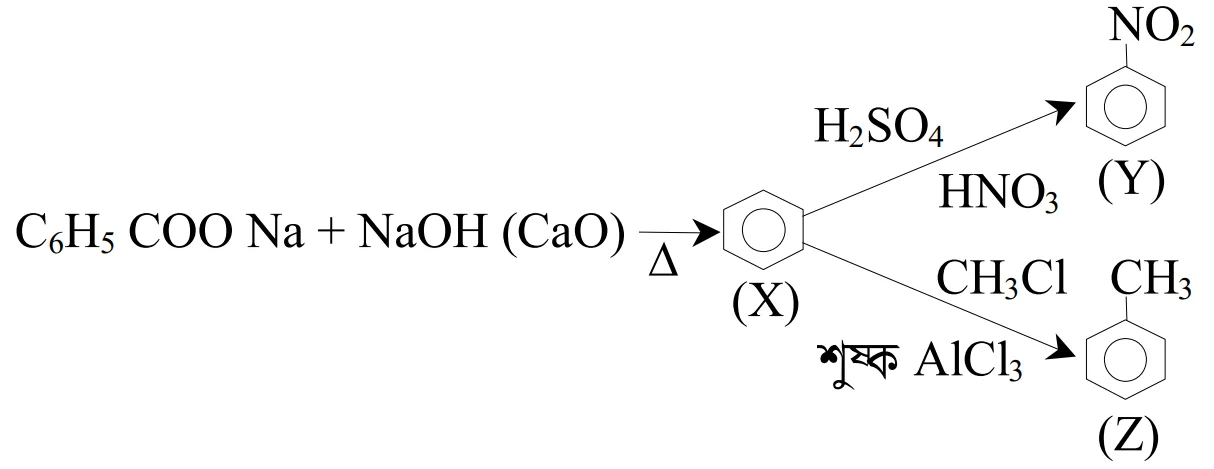 NO₂
H₂SO₄
HNO₃
(Y)
C₆H₅ COO Na + NaOH (CaO)
Δ
(X)
CH₃Cl
CH₃
শুষ্ক AlCl₃
(Z)